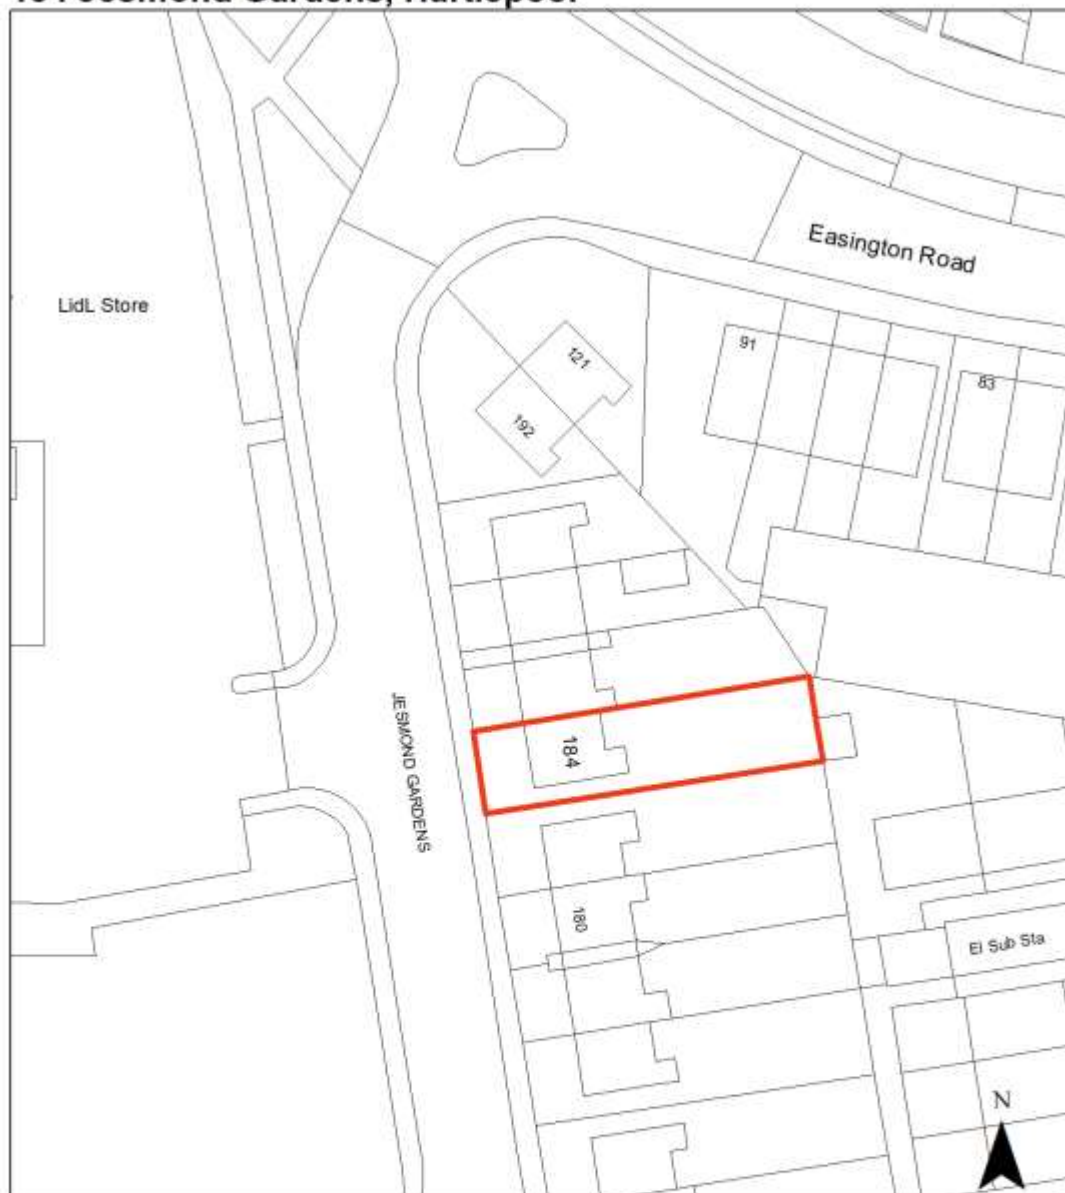 Easington Road
LidL Store
121
91
83
192
JESMOND GARDENS
184
180
El Sub Sta
N